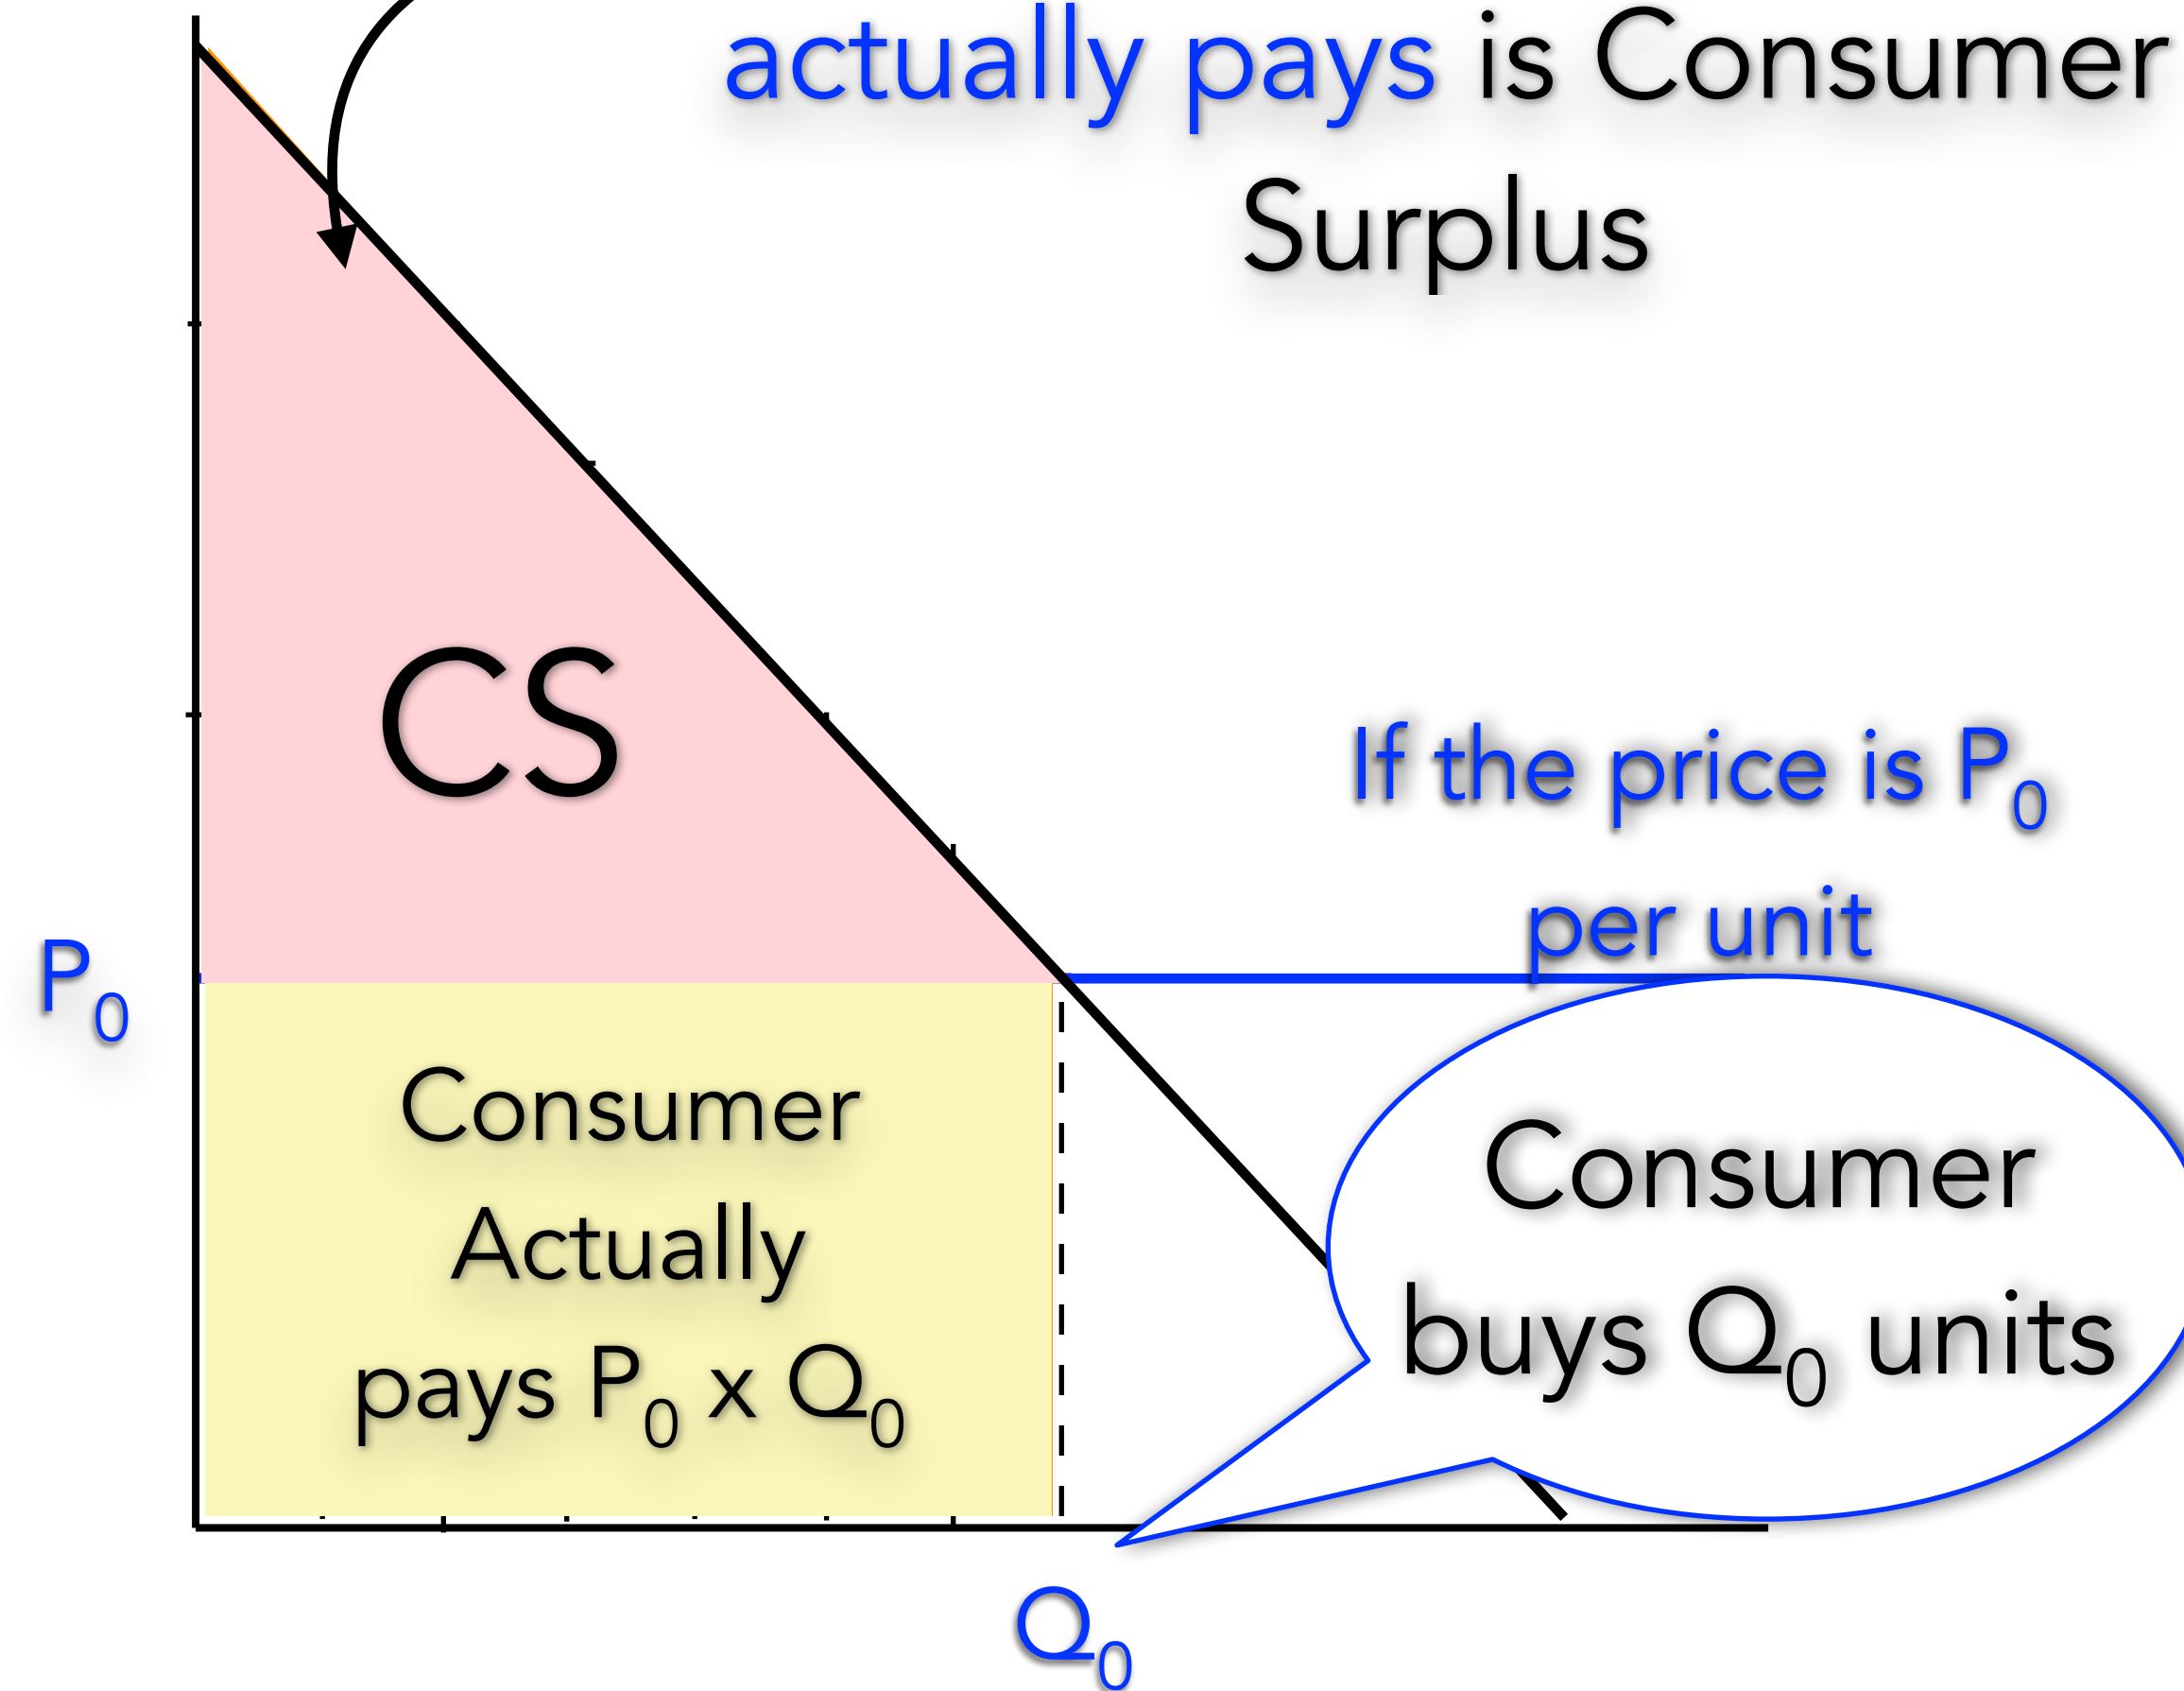 actually pays is Consumer
Surplus
CS
If the price is P₀
per unit
P₀
Consumer
Actually
pays P₀ x Q₀
Consumer
buys Q₀ units
Q₀